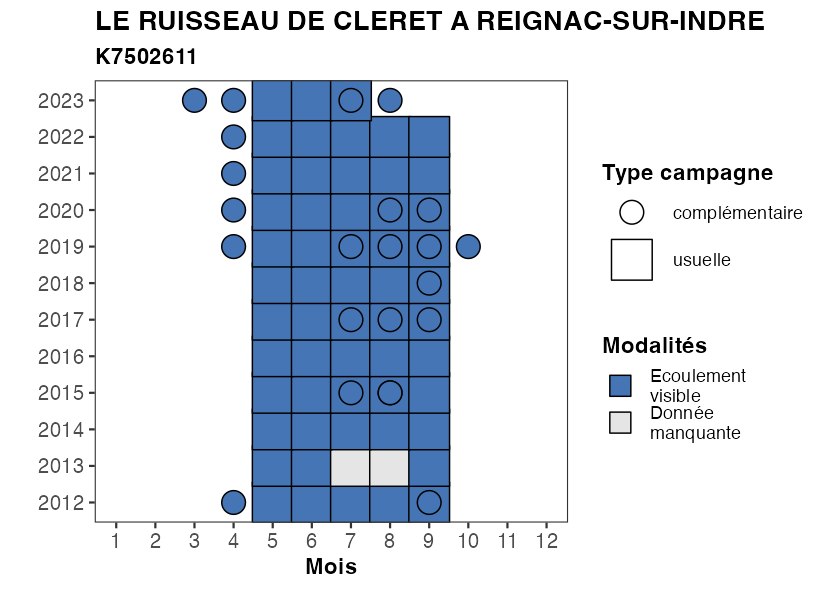 LE RUISSEAU DE CLERET A REIGNAC-SUR-INDRE
K7502611
2023
2022
2021
2020
2019
2018
2017
2016
2015
2014
2013
2012
1 2 3 4 5 6 7 8 9 10 11 12
Mois
Type campagne
complémentaire
usuelle
Modalités
Ecoulement
visible
Donnée
manquante